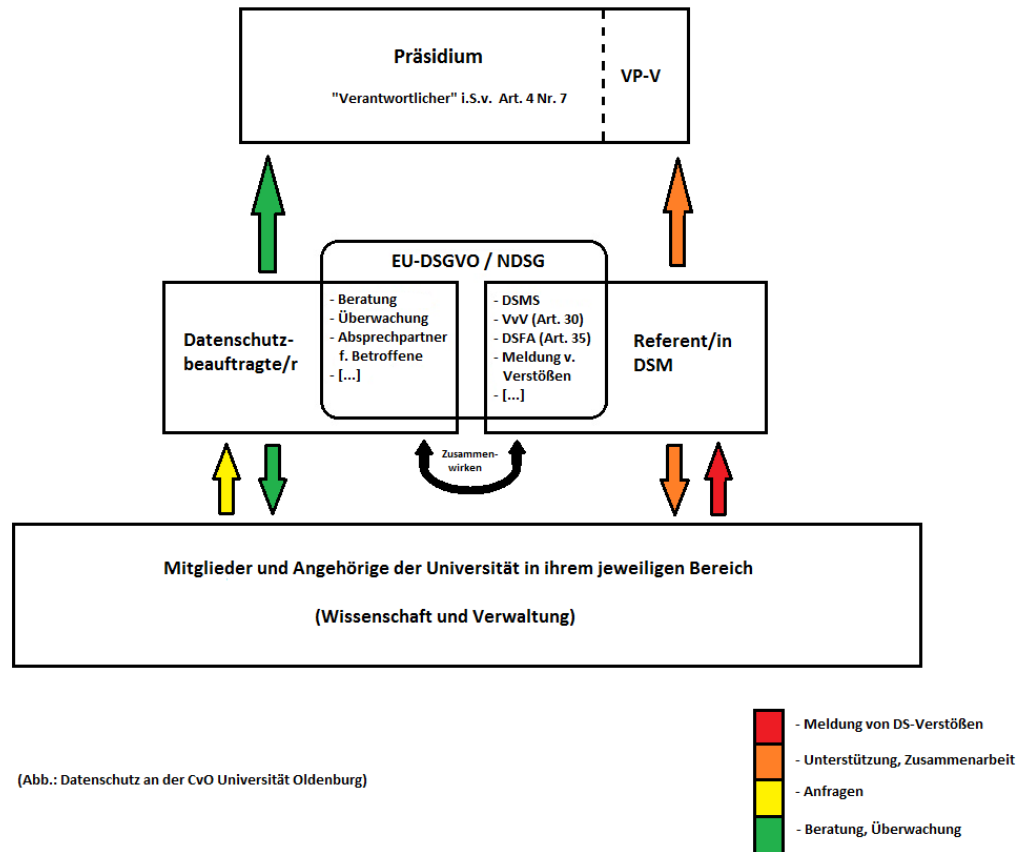 Präsidium
"Verantwortlicher" i.S.v. Art. 4 Nr. 7
VP-V
EU-DSGVO / NDSG
Datenschutz-
beauftragte/r
- Beratung
- Überwachung
- Absprechpartner
f. Betroffene
- [...]
- DSMS
- VvV (Art. 30)
- DSFA (Art. 35)
- Meldung v.
Verstößen
- [...]
Referent/in
DSM
Zusammen-
wirken
Mitglieder und Angehörige der Universität in ihrem jeweiligen Bereich
(Wissenschaft und Verwaltung)
(Abb.: Datenschutz an der CvO Universität Oldenburg)
- Meldung von DS-Verstößen
- Unterstützung, Zusammenarbeit
- Anfragen
- Beratung, Überwachung